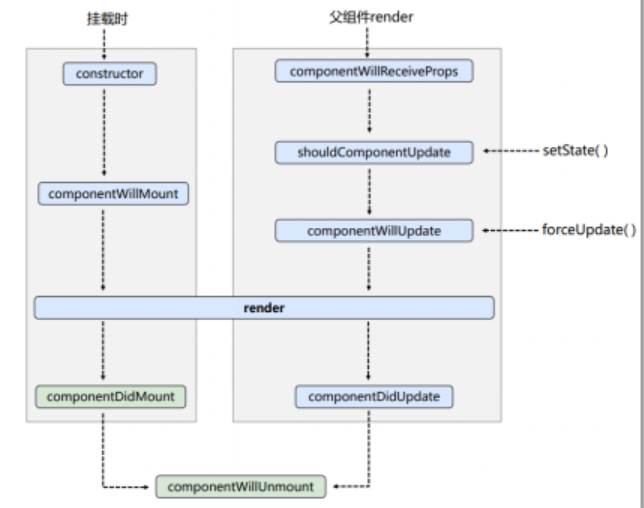 挂载时
父组件render
constructor
componentWillReceiveProps
shouldComponentUpdate
setState( )
componentWillMount
componentWillUpdate
forceUpdate( )
render
componentDidMount
componentDidUpdate
componentWillUnmount